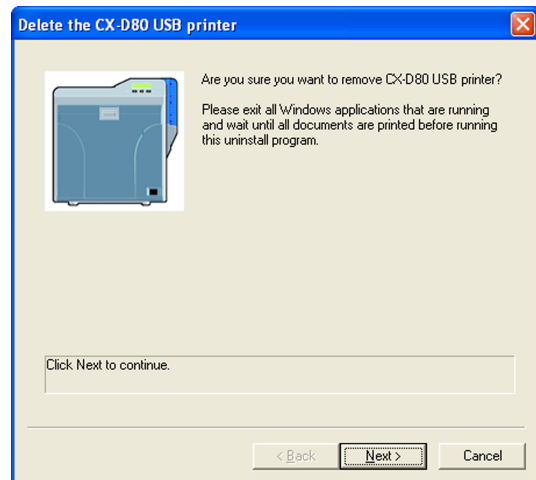 Delete the CX-D80 USB printer
Are you sure you want to remove CX-D80 USB printer?
Please exit all Windows applications that are running
and wait until all documents are printed before running
this uninstall program.
Click Next to continue.
< Back Next > Cancel